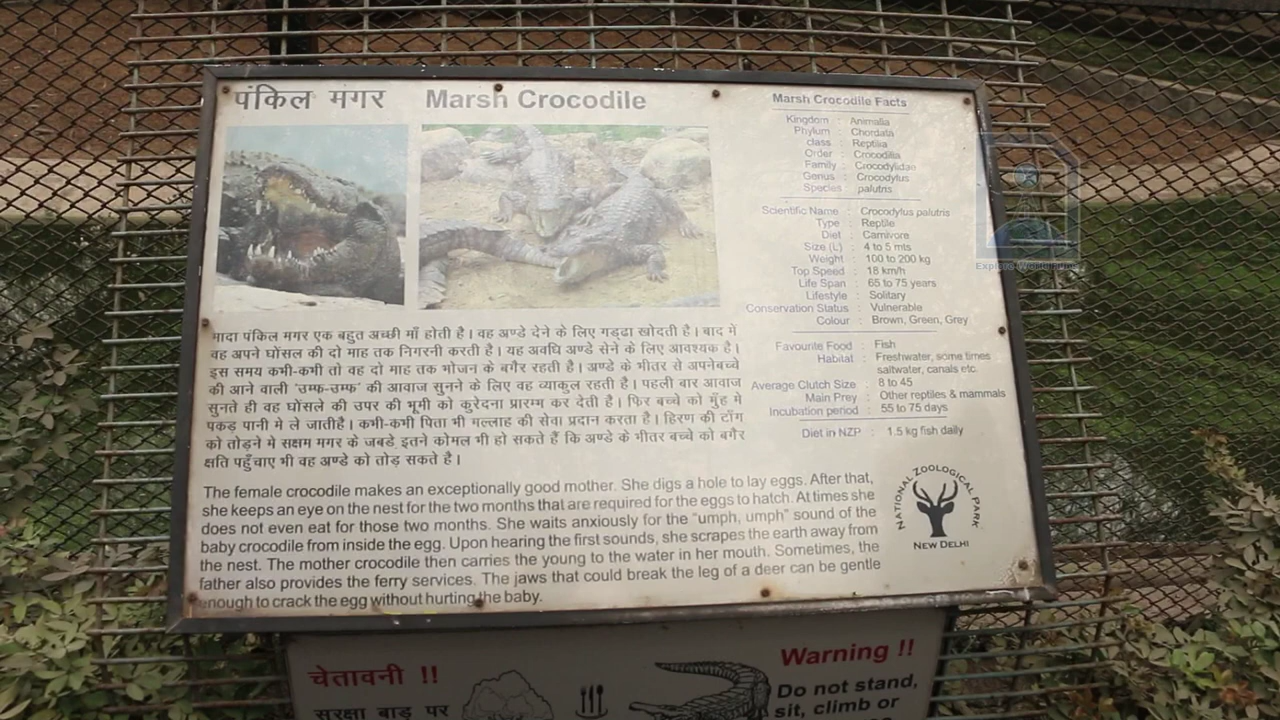 पंकिल मगर Marsh Crocodile
मादा पंकिल मगर एक बहुत अच्छी माँ होती है। वह अण्डे देने के लिए गड्ढा खोदती है। बाद में
वह अपने घोंसल की दो माह तक निगरनी करती है। यह अवधि अण्डे सेने के लिए आवश्यक है।
इस समय कभी-कभी तो वह दो माह तक भोजन के बगैर रहती है। अण्डे के भीतर से अपनेबच्चे
की आने वाली 'उम्फ-उम्फ' की आवाज सुनने के लिए वह व्याकुल रहती है। पहली बार आवाज
सुनते ही वह घोंसले की उपर की भूमी को कुरेदना प्रारम्भ कर देती है। फिर बच्चे को मुँह मे
पकड़ पानी मे ले जातीहै। कभी-कभी पिता भी मल्लाह की सेवा प्रदान करता है। हिरण की टाँग
को तोड़ने मे सक्षम मगर के जबडे इतने कोमल भी हो सकते हैं कि अण्डे के भीतर बच्चे को बगैर
क्षति पहुँचाए भी वह अण्डे को तोड़ सकते है।
The female crocodile makes an exceptionally good mother. She digs a hole to lay eggs. After that,
she keeps an eye on the nest for the two months that are required for the eggs to hatch. At times she
does not even eat for those two months. She waits anxiously for the "umph, umph" sound of the
baby crocodile from inside the egg. Upon hearing the first sounds, she scrapes the earth away from
the nest. The mother crocodile then carries the young to the water in her mouth. Sometimes, the
father also provides the ferry services. The jaws that could break the leg of a deer can be gentle
enough to crack the egg without hurting the baby.
Marsh Crocodile Facts
Kingdom : Animalia
Phylum : Chordata
class : Reptilia
Order : Crocodilia
Family : Crocodylidae
Genus : Crocodylus
Species palutris
Scientific Name : Crocodylus palutris
Type : Reptile
Diet : Carnivore
Size (L) : 4 to 5 mts
Weight : 100 to 200 kg
Top Speed : 18 km/h
Life Span : 65 to 75 years
Lifestyle : Solitary
Conservation Status : Vulnerable
Colour : Brown, Green, Grey
Favourite Food : Fish
Habitat : Freshwater, some times
saltwater, canals etc.
Average Clutch Size : 8 to 45
Main Prey : Other reptiles & mammals
Incubation period : 55 to 75 days
Diet in NZP : 1.5 kg fish daily
NATIONAL ZOOLOGICAL PARK
NEW DELHI
चेतावनी !!
सुरक्षा बाड़ पर
Warning !!
Do not stand,
sit, climb or